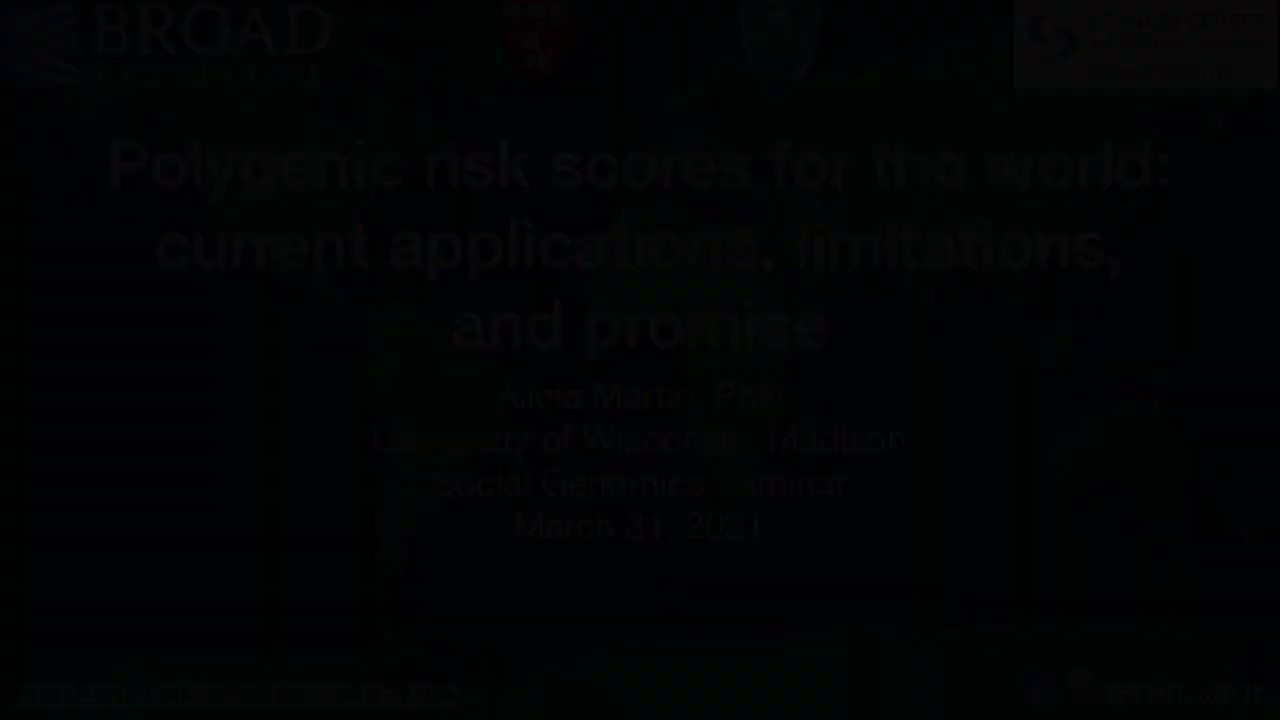 BROAD
Polygenic risk scores for the world:
current applications, limitations,
and promise
Alicia Martin, PhD
University of Wisconsin - Madison
Social Genomics Seminar
March 31, 2021